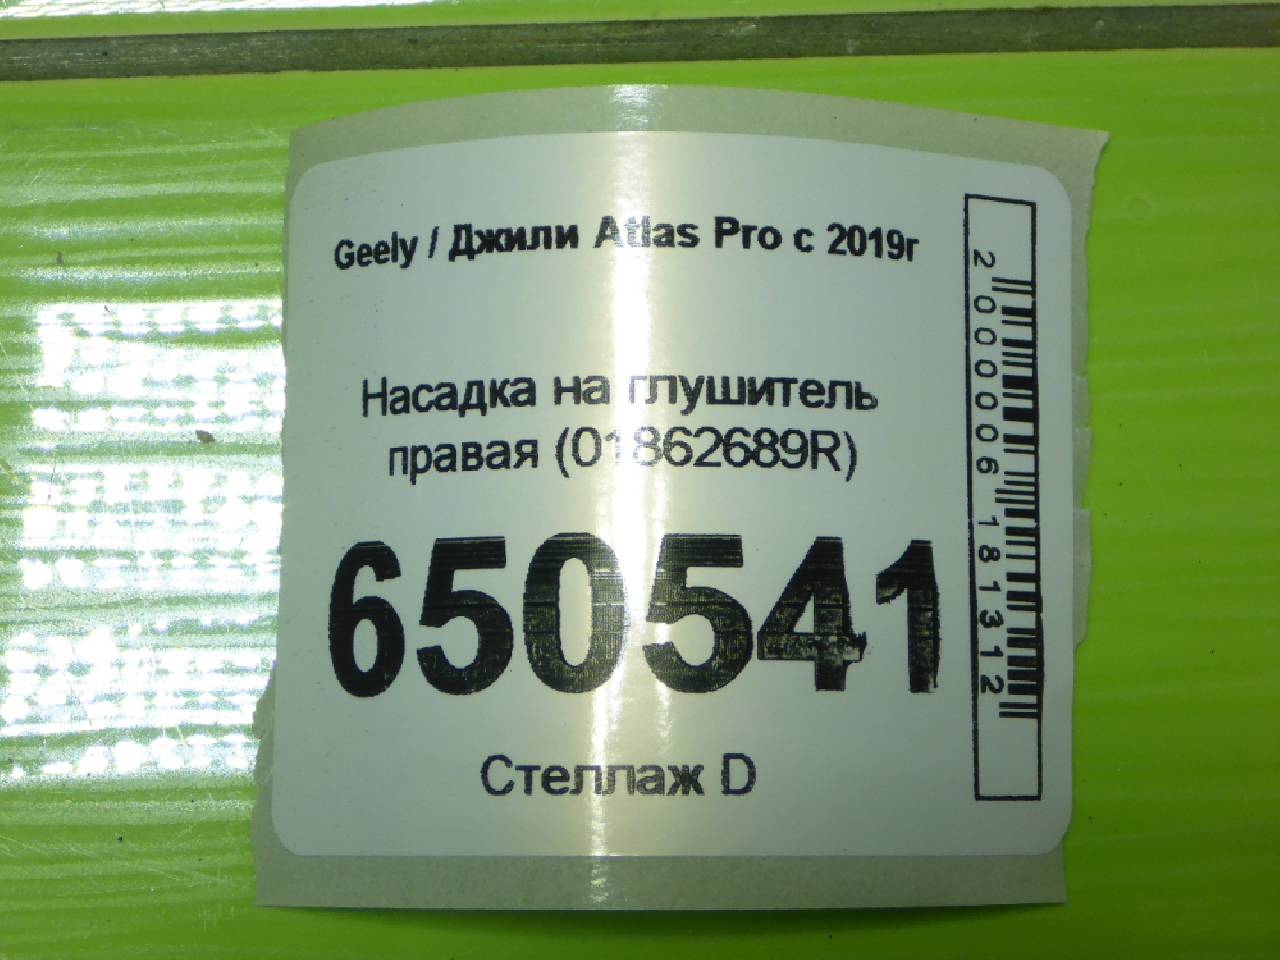 Geely / Джили Atlas Pro с 2019г
Насадка на глушитель
правая (01862689R)
650541
Стеллаж D
2000006181312